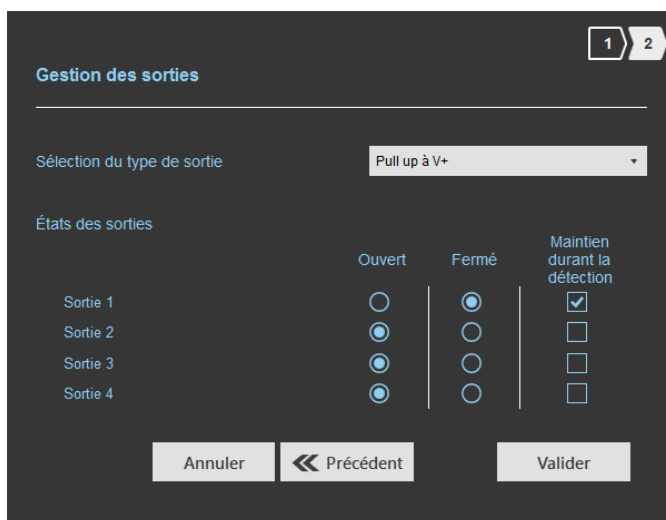 1 2
Gestion des sorties
Sélection du type de sortie Pull up à V+
États des sorties
Ouvert Fermé Maintien durant la détection
Sortie 1
Sortie 2
Sortie 3
Sortie 4
Annuler Précédent Valider